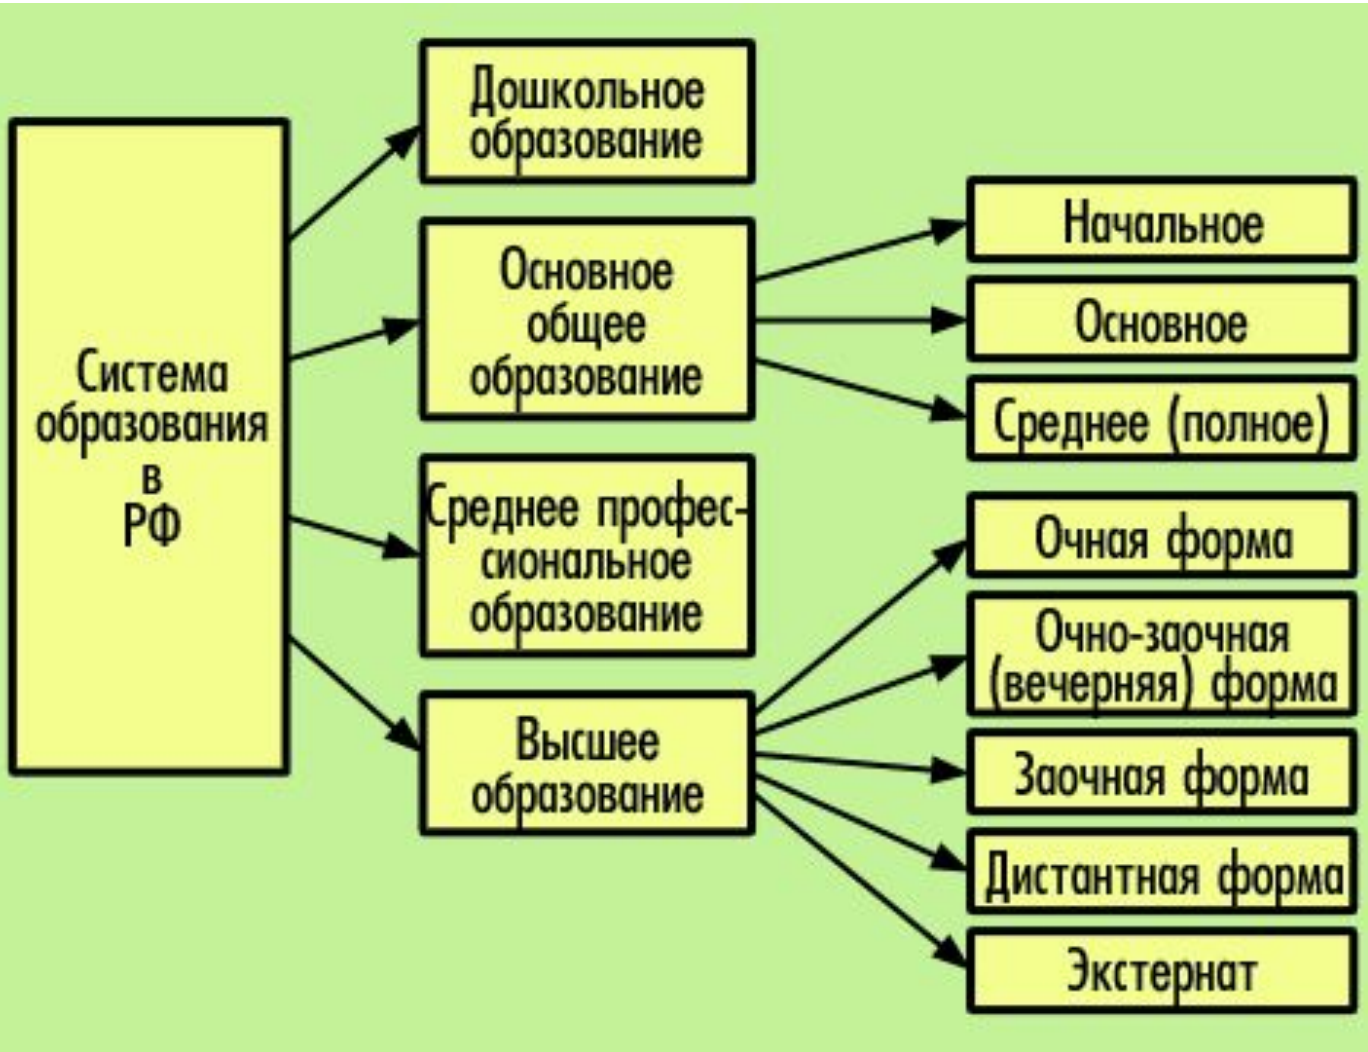 Система
образования
в
РФ
Дошкольное
образование
Основное
общее
образование
Среднее профес-
сиональное
образование
Высшее
образование
Начальное
Основное
Среднее (полное)
Очная форма
Очно-заочная
(вечерняя) форма
Заочная форма
Дистантная форма
Экстернат